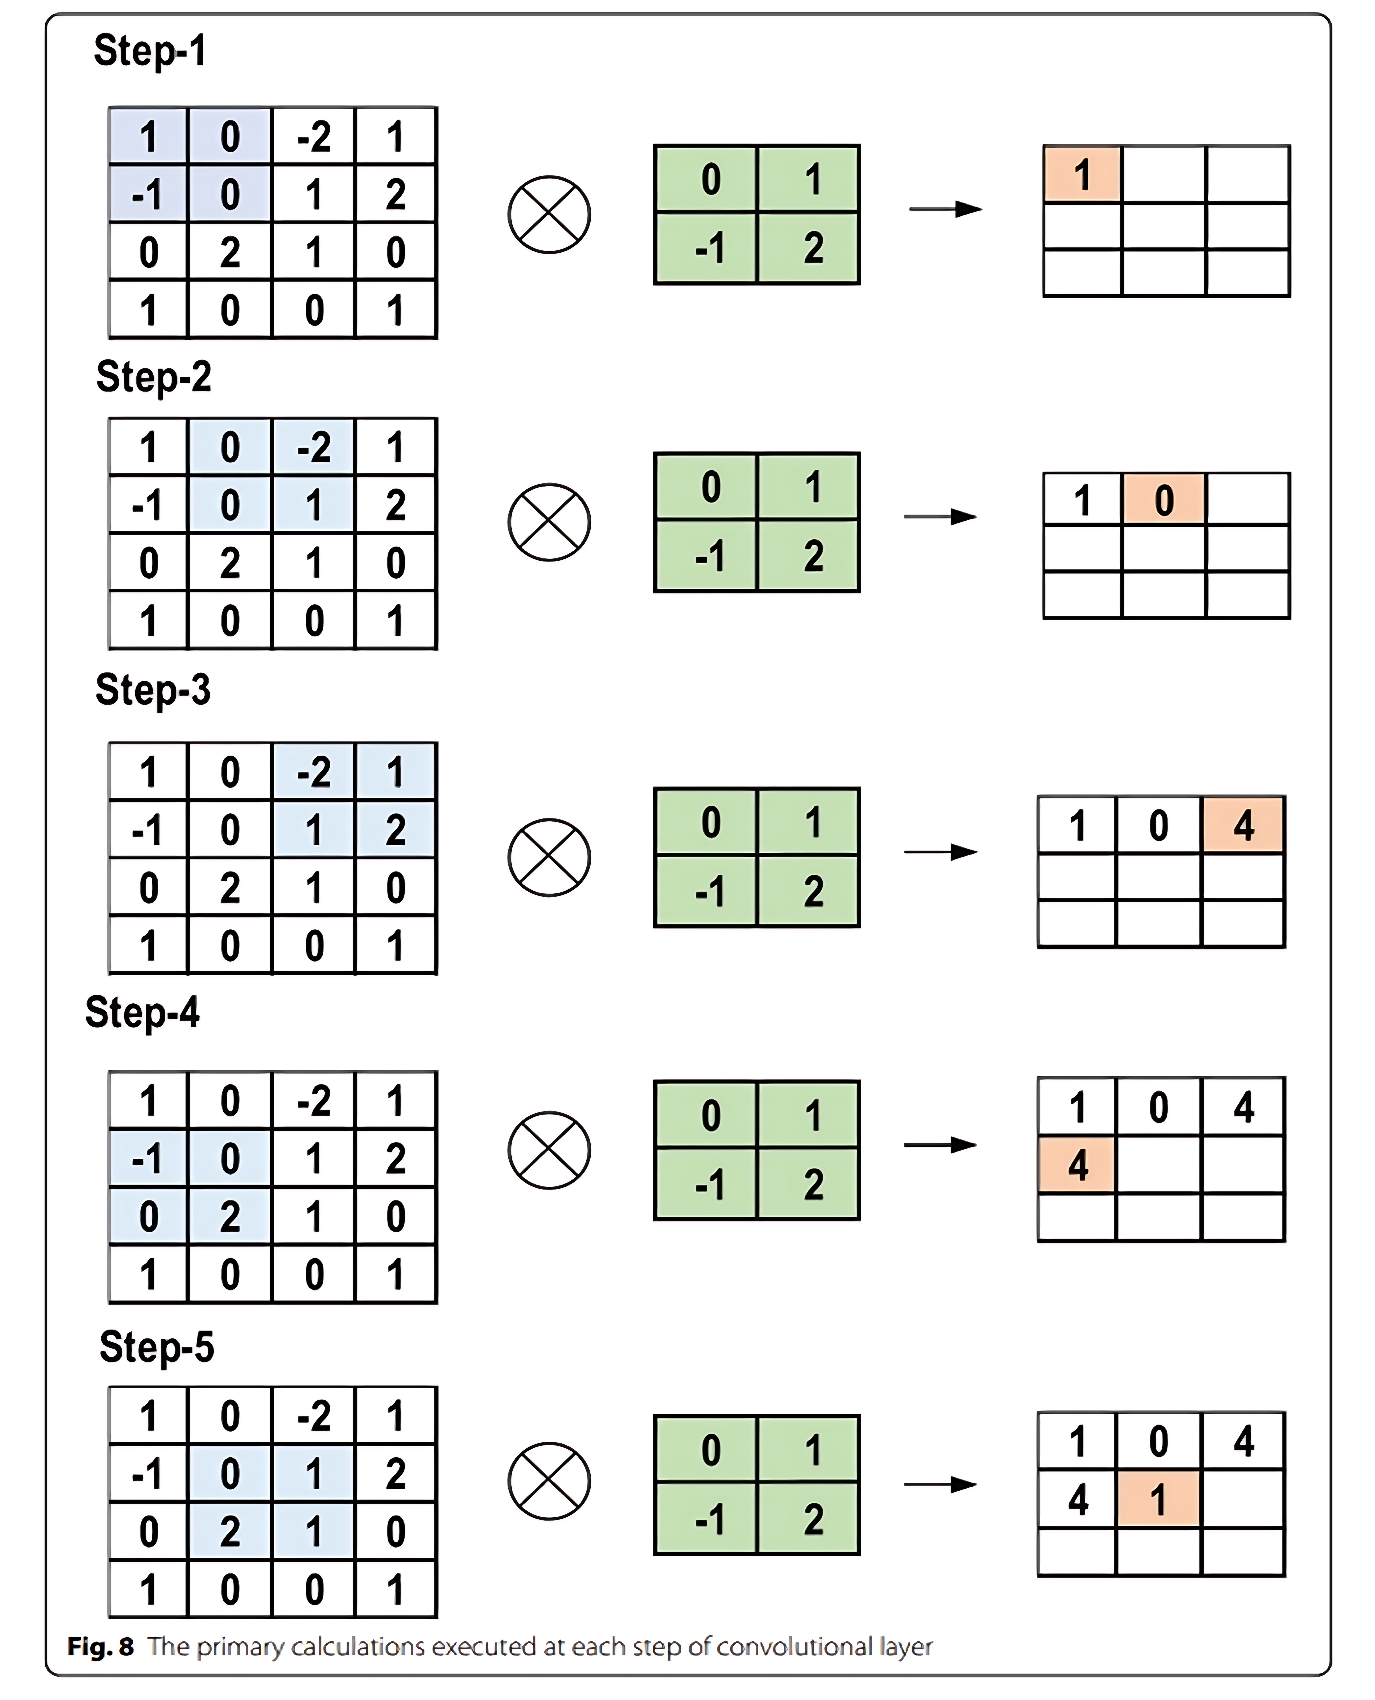 Step-1
1 0 -2 1
-1 0 1 2
0 2 1 0
1 0 0 1
0 1
-1 2
1
Step-2
1 0 -2 1
-1 0 1 2
0 2 1 0
1 0 0 1
0 1
-1 2
1 0
Step-3
1 0 -2 1
-1 0 1 2
0 2 1 0
1 0 0 1
0 1
-1 2
1 0 4
Step-4
1 0 -2 1
-1 0 1 2
0 2 1 0
1 0 0 1
0 1
-1 2
1 0 4
4
Step-5
1 0 -2 1
-1 0 1 2
0 2 1 0
1 0 0 1
0 1
-1 2
1 0 4
4 1
Fig. 8 The primary calculations executed at each step of convolutional layer